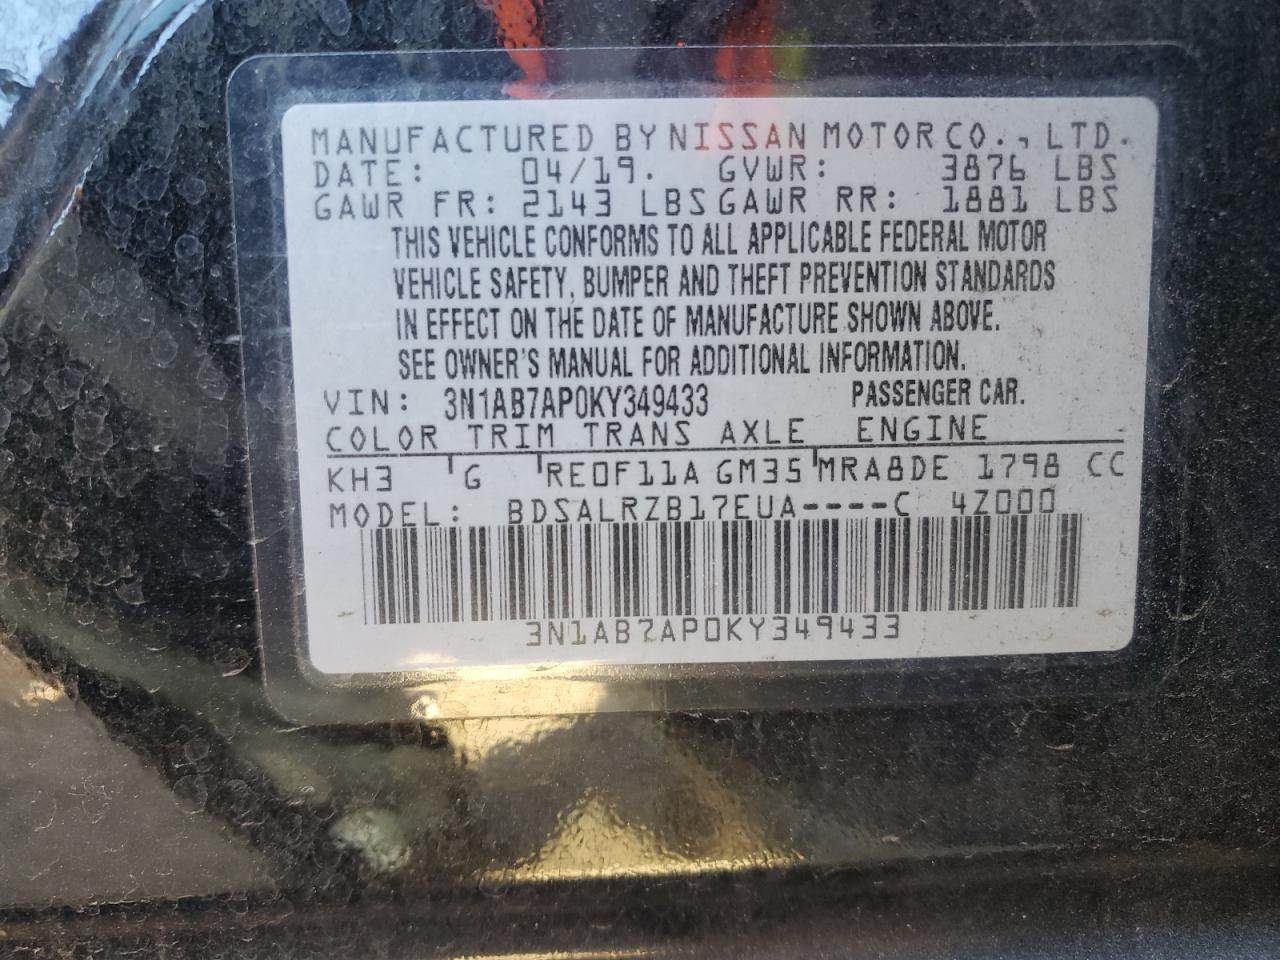 MANUFACTURED BY NISSAN MOTOR CO., LTD.
DATE: 04/19. GVWR: 3876 LBS
GAWR FR: 2143 LBS GAWR RR: 1881 LBS
THIS VEHICLE CONFORMS TO ALL APPLICABLE FEDERAL MOTOR
VEHICLE SAFETY, BUMPER AND THEFT PREVENTION STANDARDS
IN EFFECT ON THE DATE OF MANUFACTURE SHOWN ABOVE.
SEE OWNER'S MANUAL FOR ADDITIONAL INFORMATION.
VIN: 3N1AB7AP0KY349433 PASSENGER CAR.
COLOR TRIM TRANS AXLE ENGINE
KH3 G RE0F11A GM35 MRA8DE 1798 CC
MODEL: BDSALRZB17EUA----C 4Z000
3N1AB7AP0KY349433